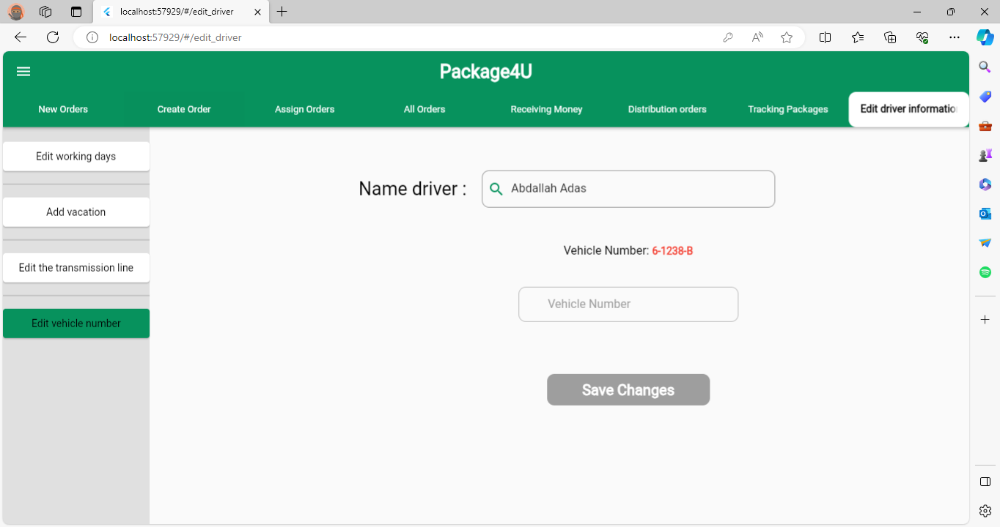 localhost:57929/#/edit_driver
localhost:57929/#/edit_driver
Package4U
New Orders Create Order Assign Orders All Orders Receiving Money Distribution orders Tracking Packages Edit driver informatio
Edit working days
Add vacation
Edit the transmission line
Edit vehicle number
Name driver : Abdallah Adas
Vehicle Number: 6-1238-B
Vehicle Number
Save Changes